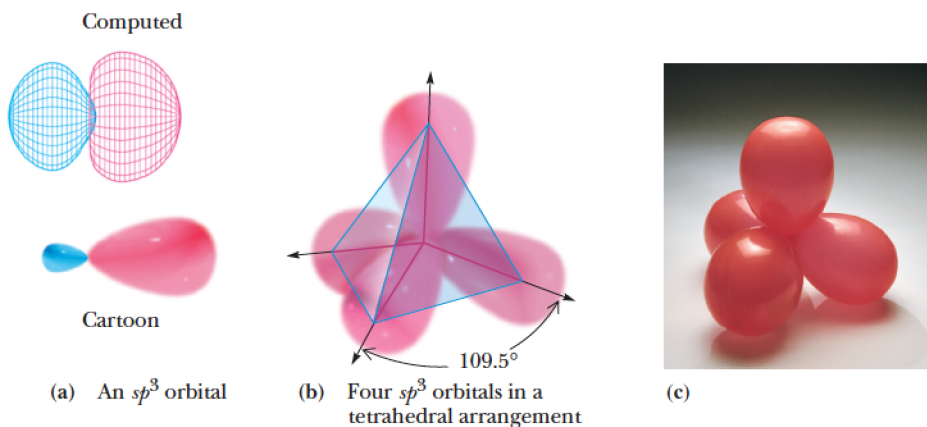 Computed
Cartoon
109.5°
(a) An sp³ orbital
(b) Four sp³ orbitals in a
tetrahedral arrangement
(c)